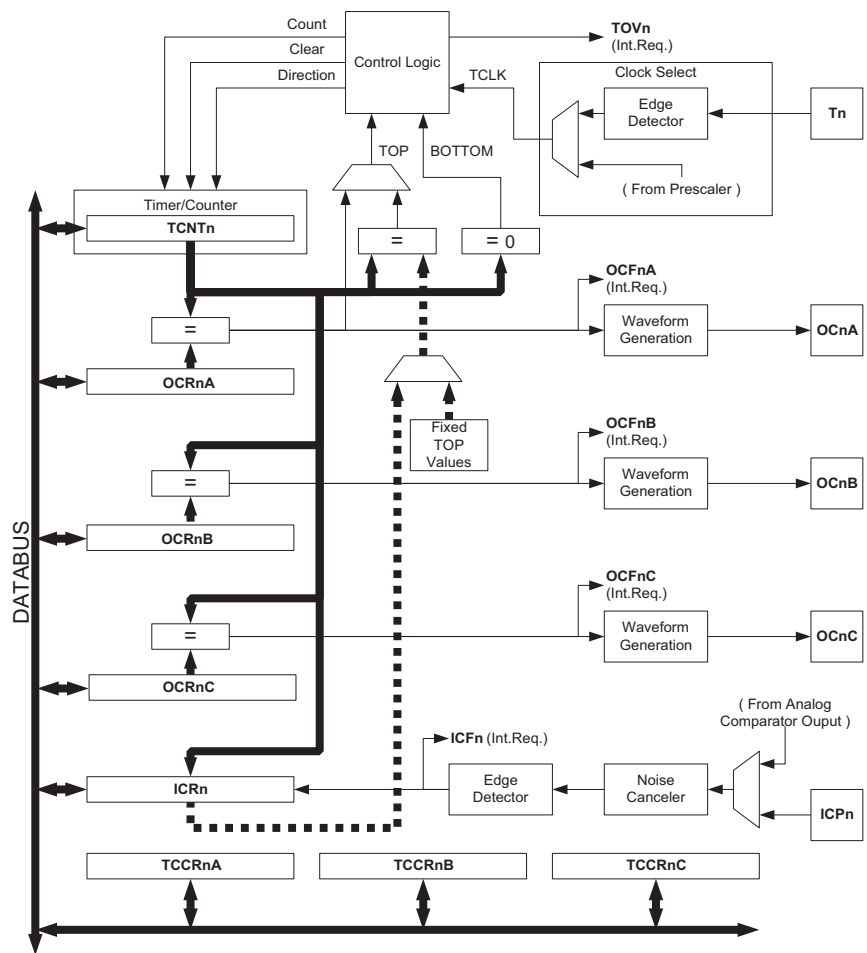 Count
Clear
Direction
Control Logic
TOVn
(Int.Req.)
Clock Select
TCLK
Edge
Detector
Tn
( From Prescaler )
TOP
BOTTOM
Timer/Counter
TCNTn
=
= 0
OCFnA
(Int.Req.)
=
Waveform
Generation
OCnA
OCRnA
Fixed
TOP
Values
OCFnB
(Int.Req.)
=
Waveform
Generation
OCnB
OCRnB
DATABUS
OCFnC
(Int.Req.)
=
Waveform
Generation
OCnC
OCRnC
( From Analog
Comparator Ouput )
ICFn (Int.Req.)
ICRn
Edge
Detector
Noise
Canceler
ICPn
TCCRnA
TCCRnB
TCCRnC